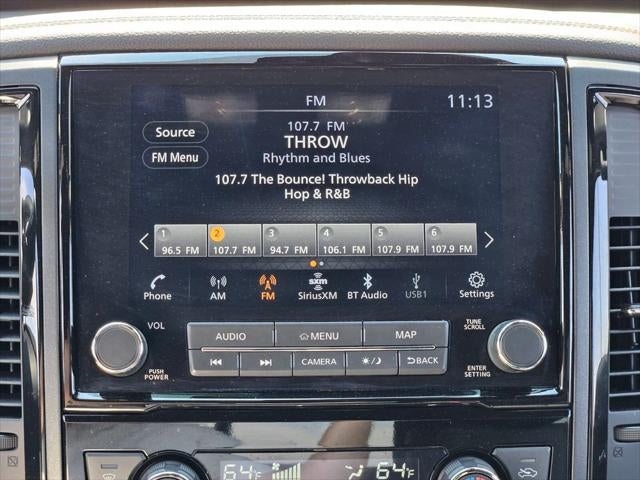 FM
11:13
Source
107.7 FM
THROW
FM Menu
Rhythm and Blues
107.7 The Bounce! Throwback Hip
Hop & R&B
1 2 3 4 5 6
96.5 FM 107.7 FM 94.7 FM 106.1 FM 107.9 FM 107.9 FM
sxm
Phone AM FM SiriusXM BT Audio USB1 Settings
VOL
AUDIO MENU MAP
TUNE
SCROLL
CAMERA BACK
PUSH
POWER
ENTER
SETTING
64°F 64°F